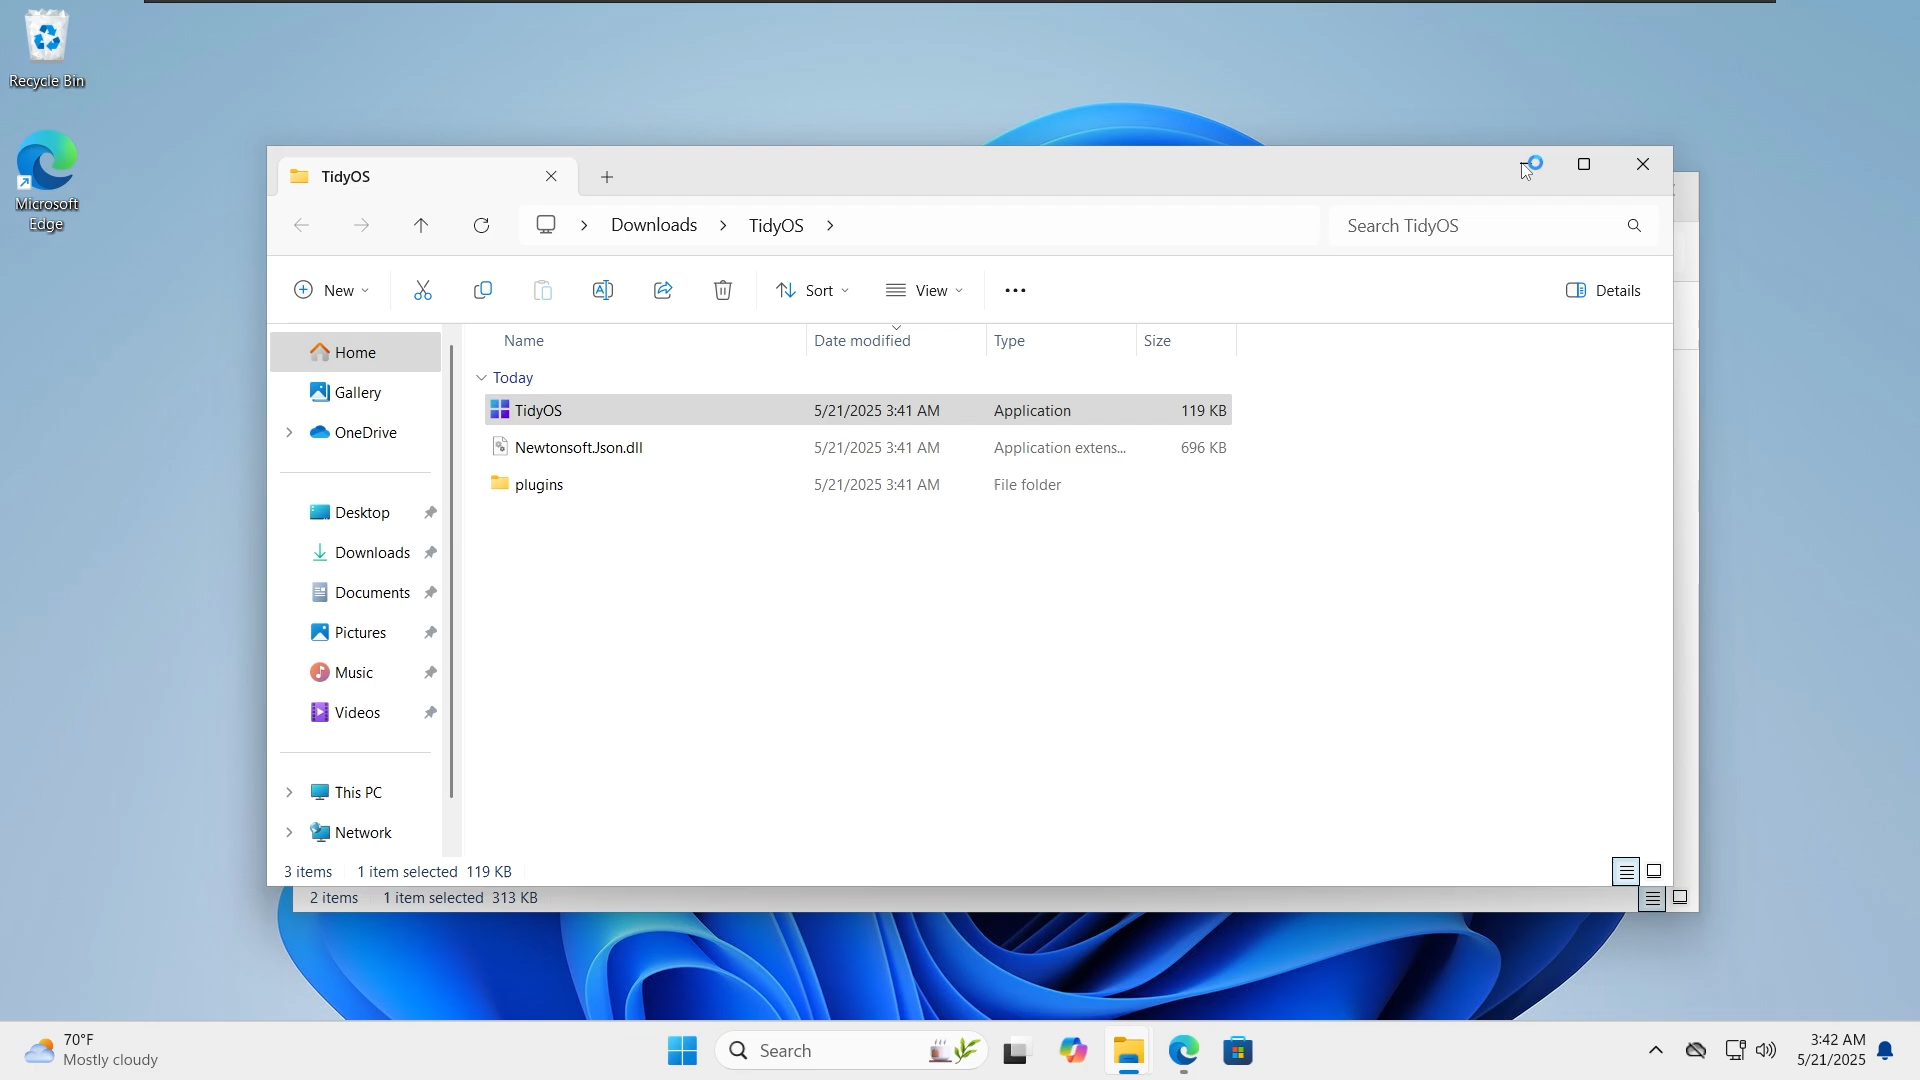 Recycle Bin
Microsoft
Edge
TidyOS
Downloads
TidyOS
Search TidyOS
New
Sort
View
Details
Home
Gallery
OneDrive
Desktop
Downloads
Documents
Pictures
Music
Videos
This PC
Network
Name Date modified Type Size
Today
TidyOS 5/21/2025 3:41 AM Application 119 KB
Newtonsoft.Json.dll 5/21/2025 3:41 AM Application extens... 696 KB
plugins 5/21/2025 3:41 AM File folder
3 items 1 item selected 119 KB
2 items 1 item selected 313 KB
70°F
Mostly cloudy
Search
3:42 AM
5/21/2025